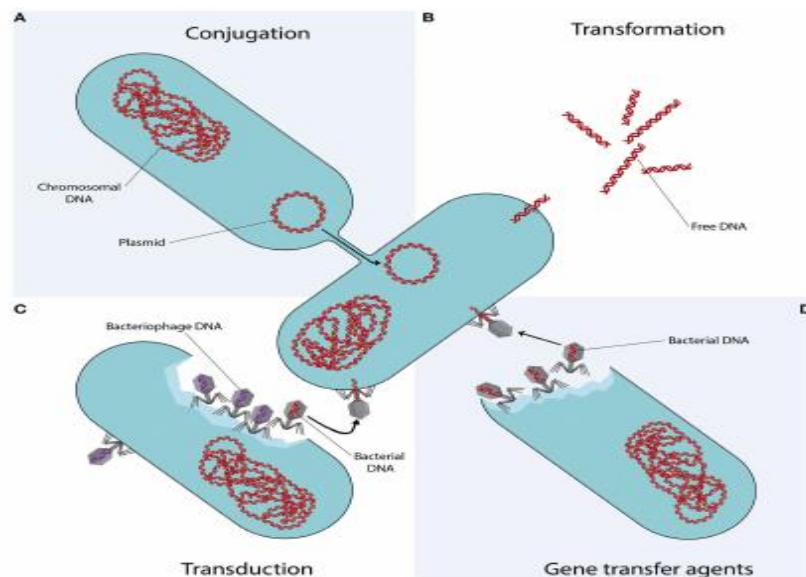 A
Conjugation
Chromosomal
DNA
Plasmid
B
Transformation
Free DNA
C
Bacteriophage DNA
Bacterial
DNA
Transduction
D
Bacterial DNA
Gene transfer agents